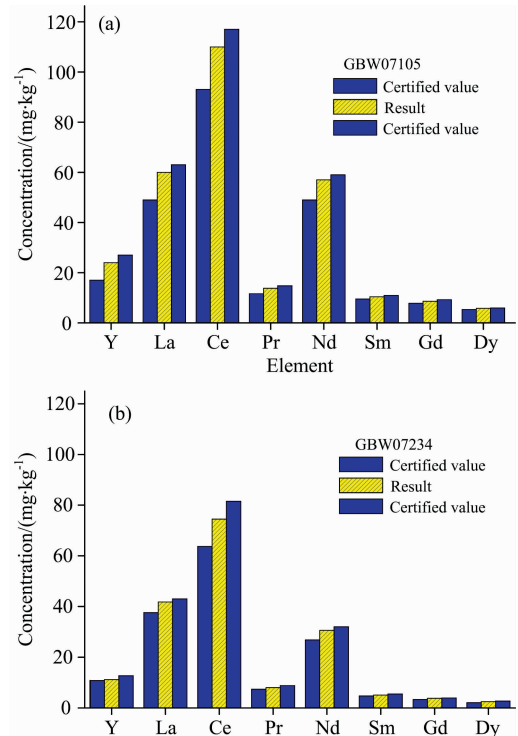 (a)
GBW07105
Certified value
Result
Certified value
Concentration/(mg·kg⁻¹)
120
100
80
60
40
20
0
Y La Ce Pr Nd Sm Gd Dy
Element
(b)
GBW07234
Certified value
Result
Certified value
Concentration/(mg·kg⁻¹)
120
100
80
60
40
20
0
Y La Ce Pr Nd Sm Gd Dy